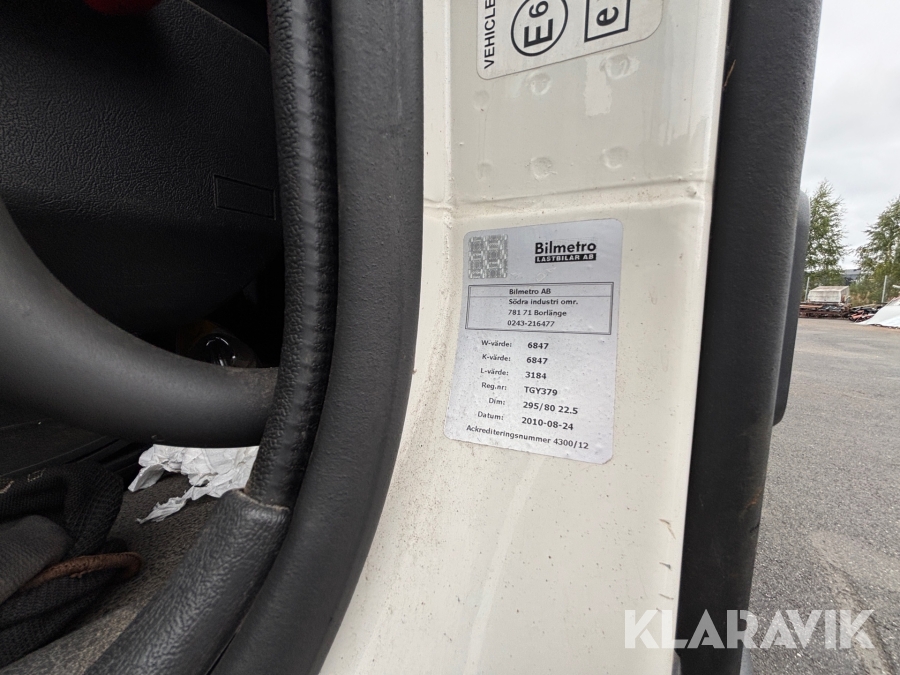 VEHICLE
E6
e
Bilmetro
LASTBILAR AB
Bilmetro AB
Södra industri omr.
781 71 Borlänge
0243-216477
W-värde: 6847
K-värde: 6847
L-värde: 3184
Reg.nr: TGY379
Dim: 295/80 22.5
Datum: 2010-08-24
Ackrediteringsnummer 4300/12
KLARAVIK